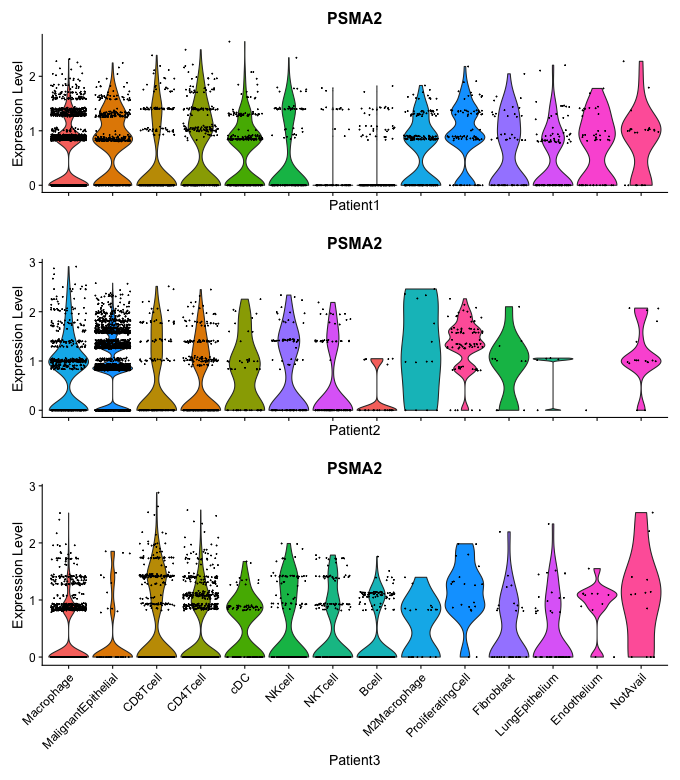 PSMA2
Expression Level
2
1
0
Patient1
PSMA2
Expression Level
3
2
1
0
Patient2
PSMA2
Expression Level
3
2
1
0
Macrophage
MalignantEpithelial
CD8Tcell
CD4Tcell
cDC
NKcell
NKTcell
Bcell
M2Macrophage
ProliferatingCell
Fibroblast
LungEpithelium
Endothelium
NotAvail
Patient3